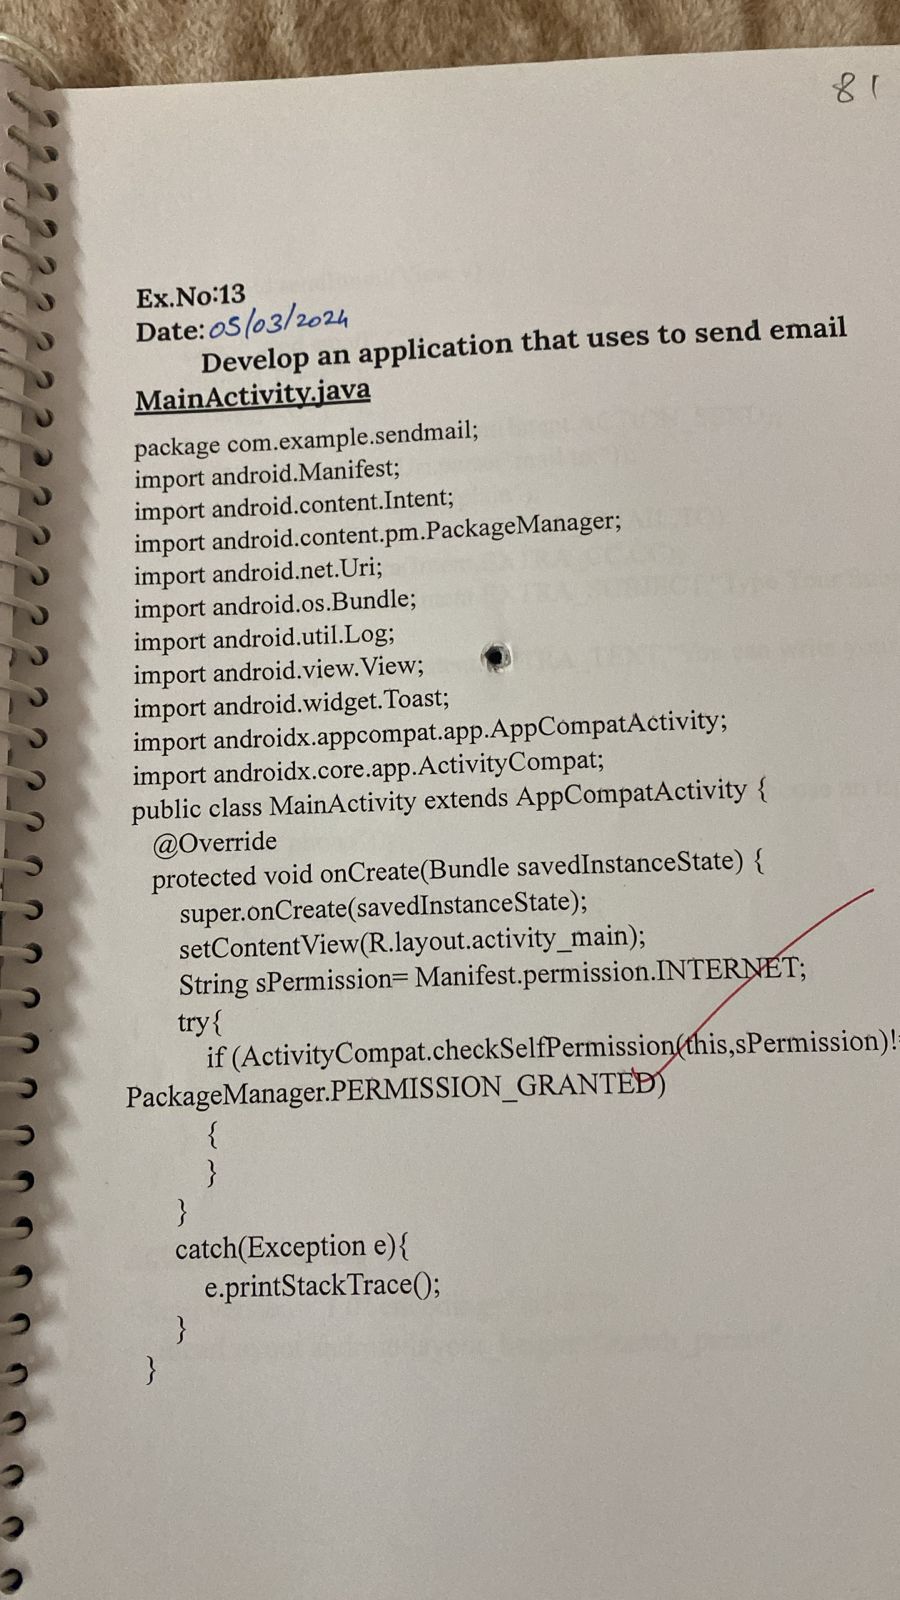 81
Ex.No:13
Date:05/03/2024
Develop an application that uses to send email
MainActivity.java
package com.example.sendmail;
import android.Manifest;
import android.content.Intent;
import android.content.pm.PackageManager;
import android.net.Uri;
import android.os.Bundle;
import android.util.Log;
import android.view.View;
import android.widget.Toast;
import androidx.appcompat.app.AppCompatActivity;
import androidx.core.app.ActivityCompat;
public class MainActivity extends AppCompatActivity {
@Override
protected void onCreate(Bundle savedInstanceState) {
super.onCreate(savedInstanceState);
setContentView(R.layout.activity_main);
String sPermission= Manifest.permission.INTERNET;
try{
if (ActivityCompat.checkSelfPermission(this,sPermission)!=
PackageManager.PERMISSION_GRANTED)
{
}
}
catch(Exception e){
e.printStackTrace();
}
}